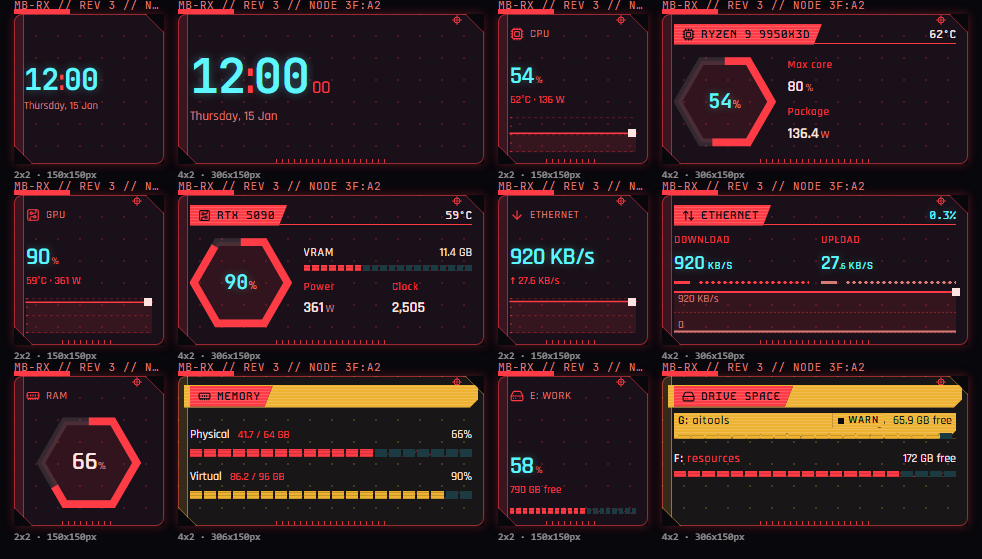 MB-RX // REV 3 // N…
12:00
Thursday, 15 Jan
2x2 · 150x150px
MB-RX // REV 3 // NODE 3F:A2
12:00 00
Thursday, 15 Jan
4x2 · 306x150px
MB-RX // REV 3 // N…
CPU
54%
62°C · 136 W
2x2 · 150x150px
MB-RX // REV 3 // NODE 3F:A2
RYZEN 9 9950X3D
62°C
54%
Max core
80%
Package
136.4 W
4x2 · 306x150px
MB-RX // REV 3 // N…
GPU
90%
59°C · 361 W
2x2 · 150x150px
MB-RX // REV 3 // NODE 3F:A2
RTX 5090
59°C
90%
VRAM 11.4 GB
Power Clock
361 W 2,505
4x2 · 306x150px
MB-RX // REV 3 // N…
ETHERNET
920 KB/s
↑ 27.6 KB/s
2x2 · 150x150px
MB-RX // REV 3 // NODE 3F:A2
ETHERNET
0.3%
DOWNLOAD UPLOAD
920 KB/S 27.6 KB/S
920 KB/s
0
4x2 · 306x150px
MB-RX // REV 3 // N…
RAM
66%
2x2 · 150x150px
MB-RX // REV 3 // NODE 3F:A2
MEMORY
Physical 41.7 / 64 GB 66%
Virtual 86.2 / 96 GB 90%
4x2 · 306x150px
MB-RX // REV 3 // N…
E: WORK
58%
790 GB free
2x2 · 150x150px
MB-RX // REV 3 // NODE 3F:A2
DRIVE SPACE
G: aitools WARN 65.9 GB free
F: resources 172 GB free
4x2 · 306x150px